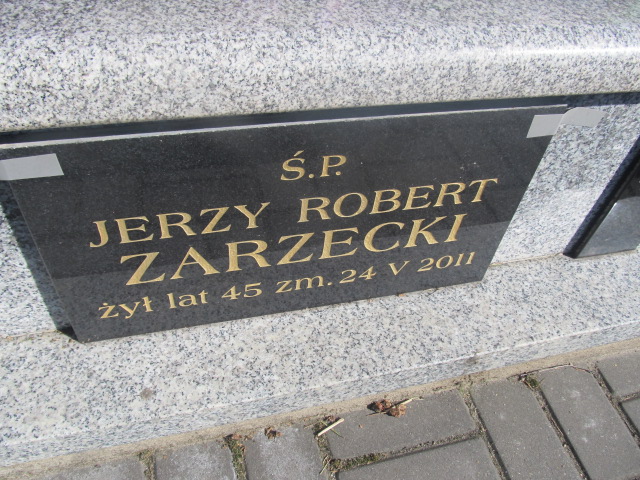 Ś.P.
JERZY ROBERT
ZARZECKI
żył lat 45 zm. 24 V 2011